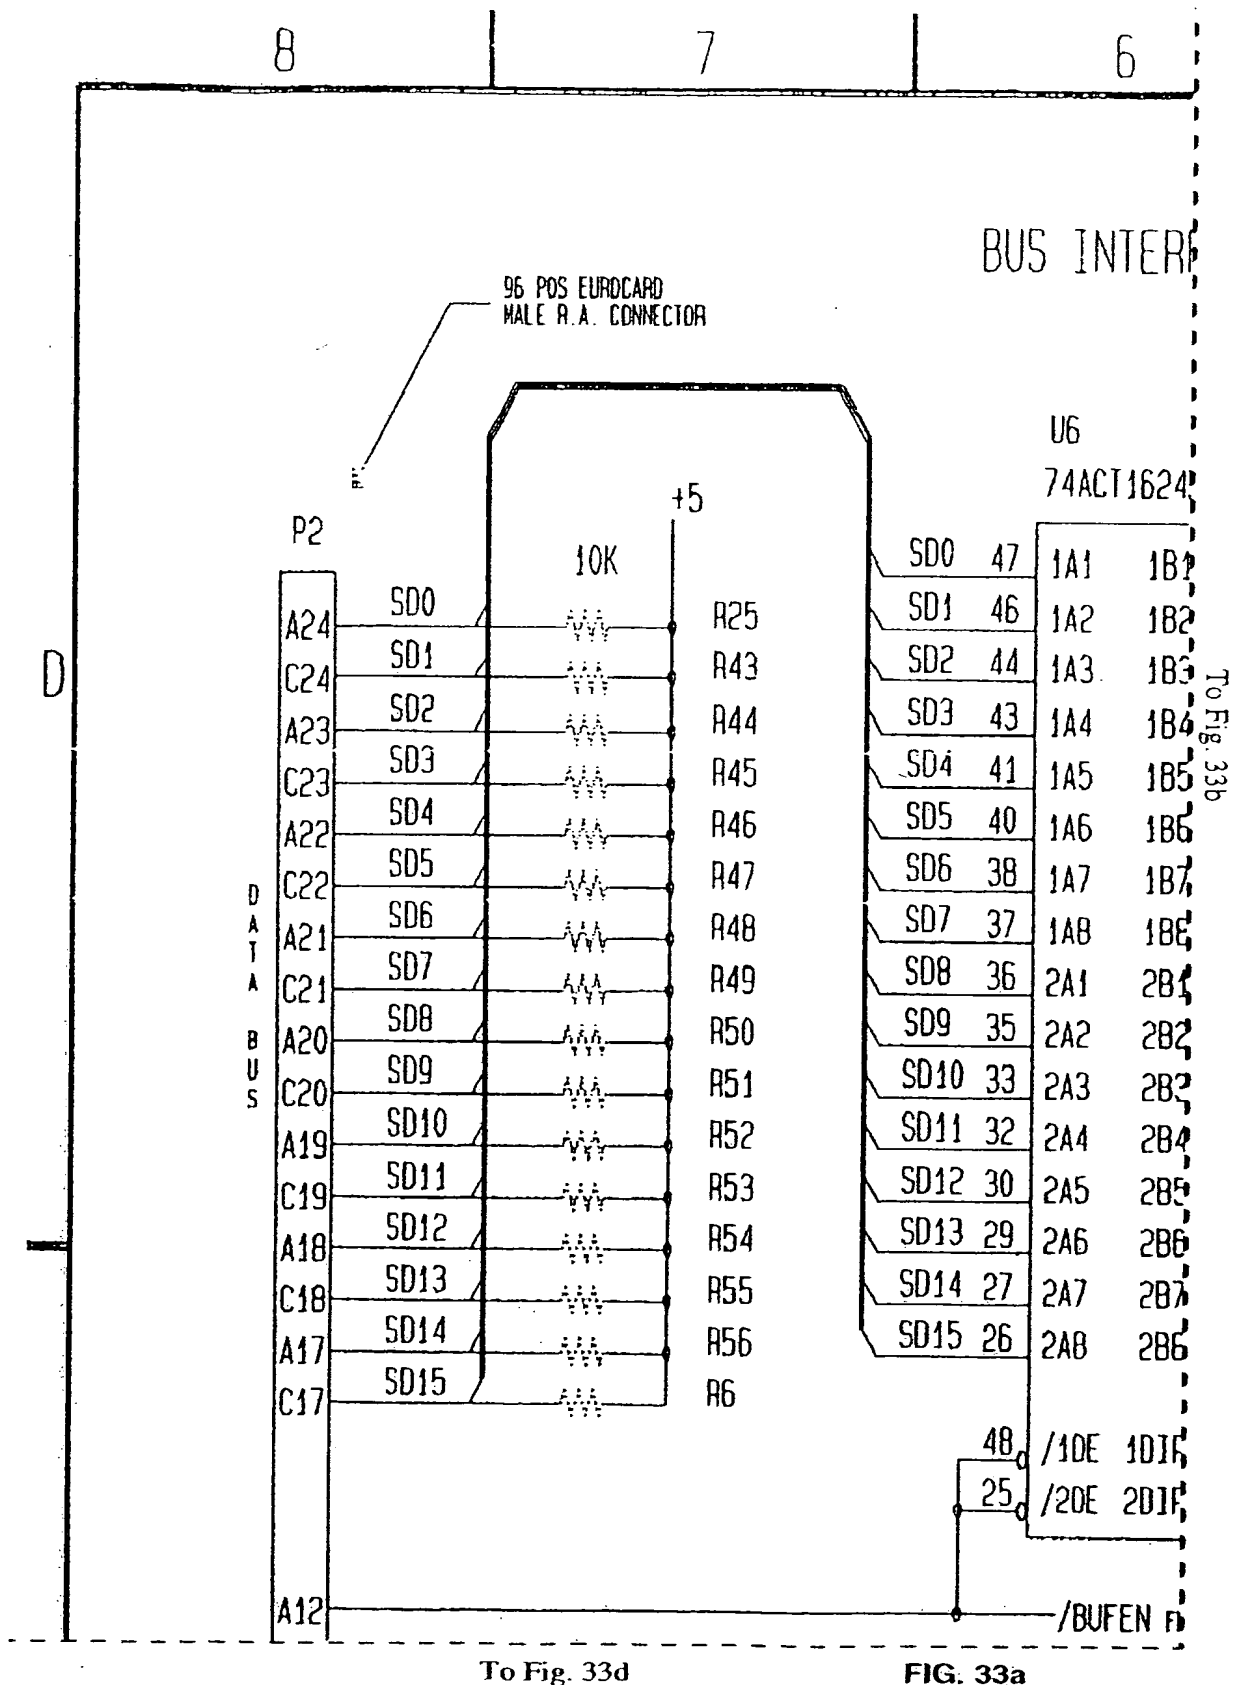 8 7 6
BUS INTERF
96 POS EUROCARD
MALE R.A. CONNECTOR
U6
74ACT1624
P2
+5
10K
D
DATA BUS
A24 SD0 R25
C24 SD1 R43
A23 SD2 R44
C23 SD3 R45
A22 SD4 R46
C22 SD5 R47
A21 SD6 R48
C21 SD7 R49
A20 SD8 R50
C20 SD9 R51
A19 SD10 R52
C19 SD11 R53
A18 SD12 R54
C18 SD13 R55
A17 SD14 R56
C17 SD15 R6
SD0 47 1A1 1B1
SD1 46 1A2 1B2
SD2 44 1A3 1B3
SD3 43 1A4 1B4
SD4 41 1A5 1B5
SD5 40 1A6 1B6
SD6 38 1A7 1B7
SD7 37 1A8
SD8 36 2A1 2B1
SD9 35 2A2 2B2
SD10 33 2A3 2B3
SD11 32 2A4 2B4
SD12 30 2A5 2B5
SD13 29 2A6 2B6
SD14 27 2A7 2B7
SD15 26 2A8
48 /1OE 1DIR
25 /2OE 2DIR
A12 /BUFEN
To Fig. 33b
To Fig. 33d
FIG. 33a